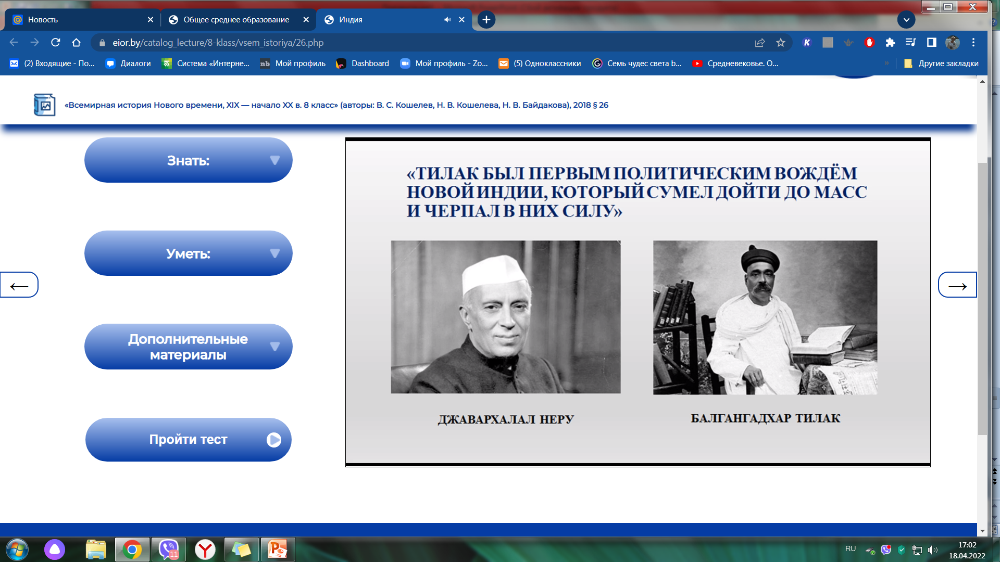 Новость
Общее среднее образование
Индия
eior.by/catalog_lecture/8-klass/vsem_istoriya/26.php
(2) Входящие - По...
Диалоги
Система «Интерне...
Мой профиль
Dashboard
Мой профиль - Zo...
(5) Одноклассники
Семь чудес света b...
Средневековье. О...
Другие закладки
«Всемирная история Нового времени, XIX — начало XX в. 8 класс» (авторы: В. С. Кошелев, Н. В. Кошелева, Н. В. Байдакова), 2018 § 26
Знать:
Уметь:
Дополнительные
материалы
Пройти тест
«ТИЛАК БЫЛ ПЕРВЫМ ПОЛИТИЧЕСКИМ ВОЖДЁМ
НОВОЙ ИНДИИ, КОТОРЫЙ СУМЕЛ ДОЙТИ ДО МАСС
И ЧЕРПАЛ В НИХ СИЛУ»
ДЖАВАРХАЛАЛ НЕРУ
БАЛГАНГАДХАР ТИЛАК
11
RU
17:02
18.04.2022